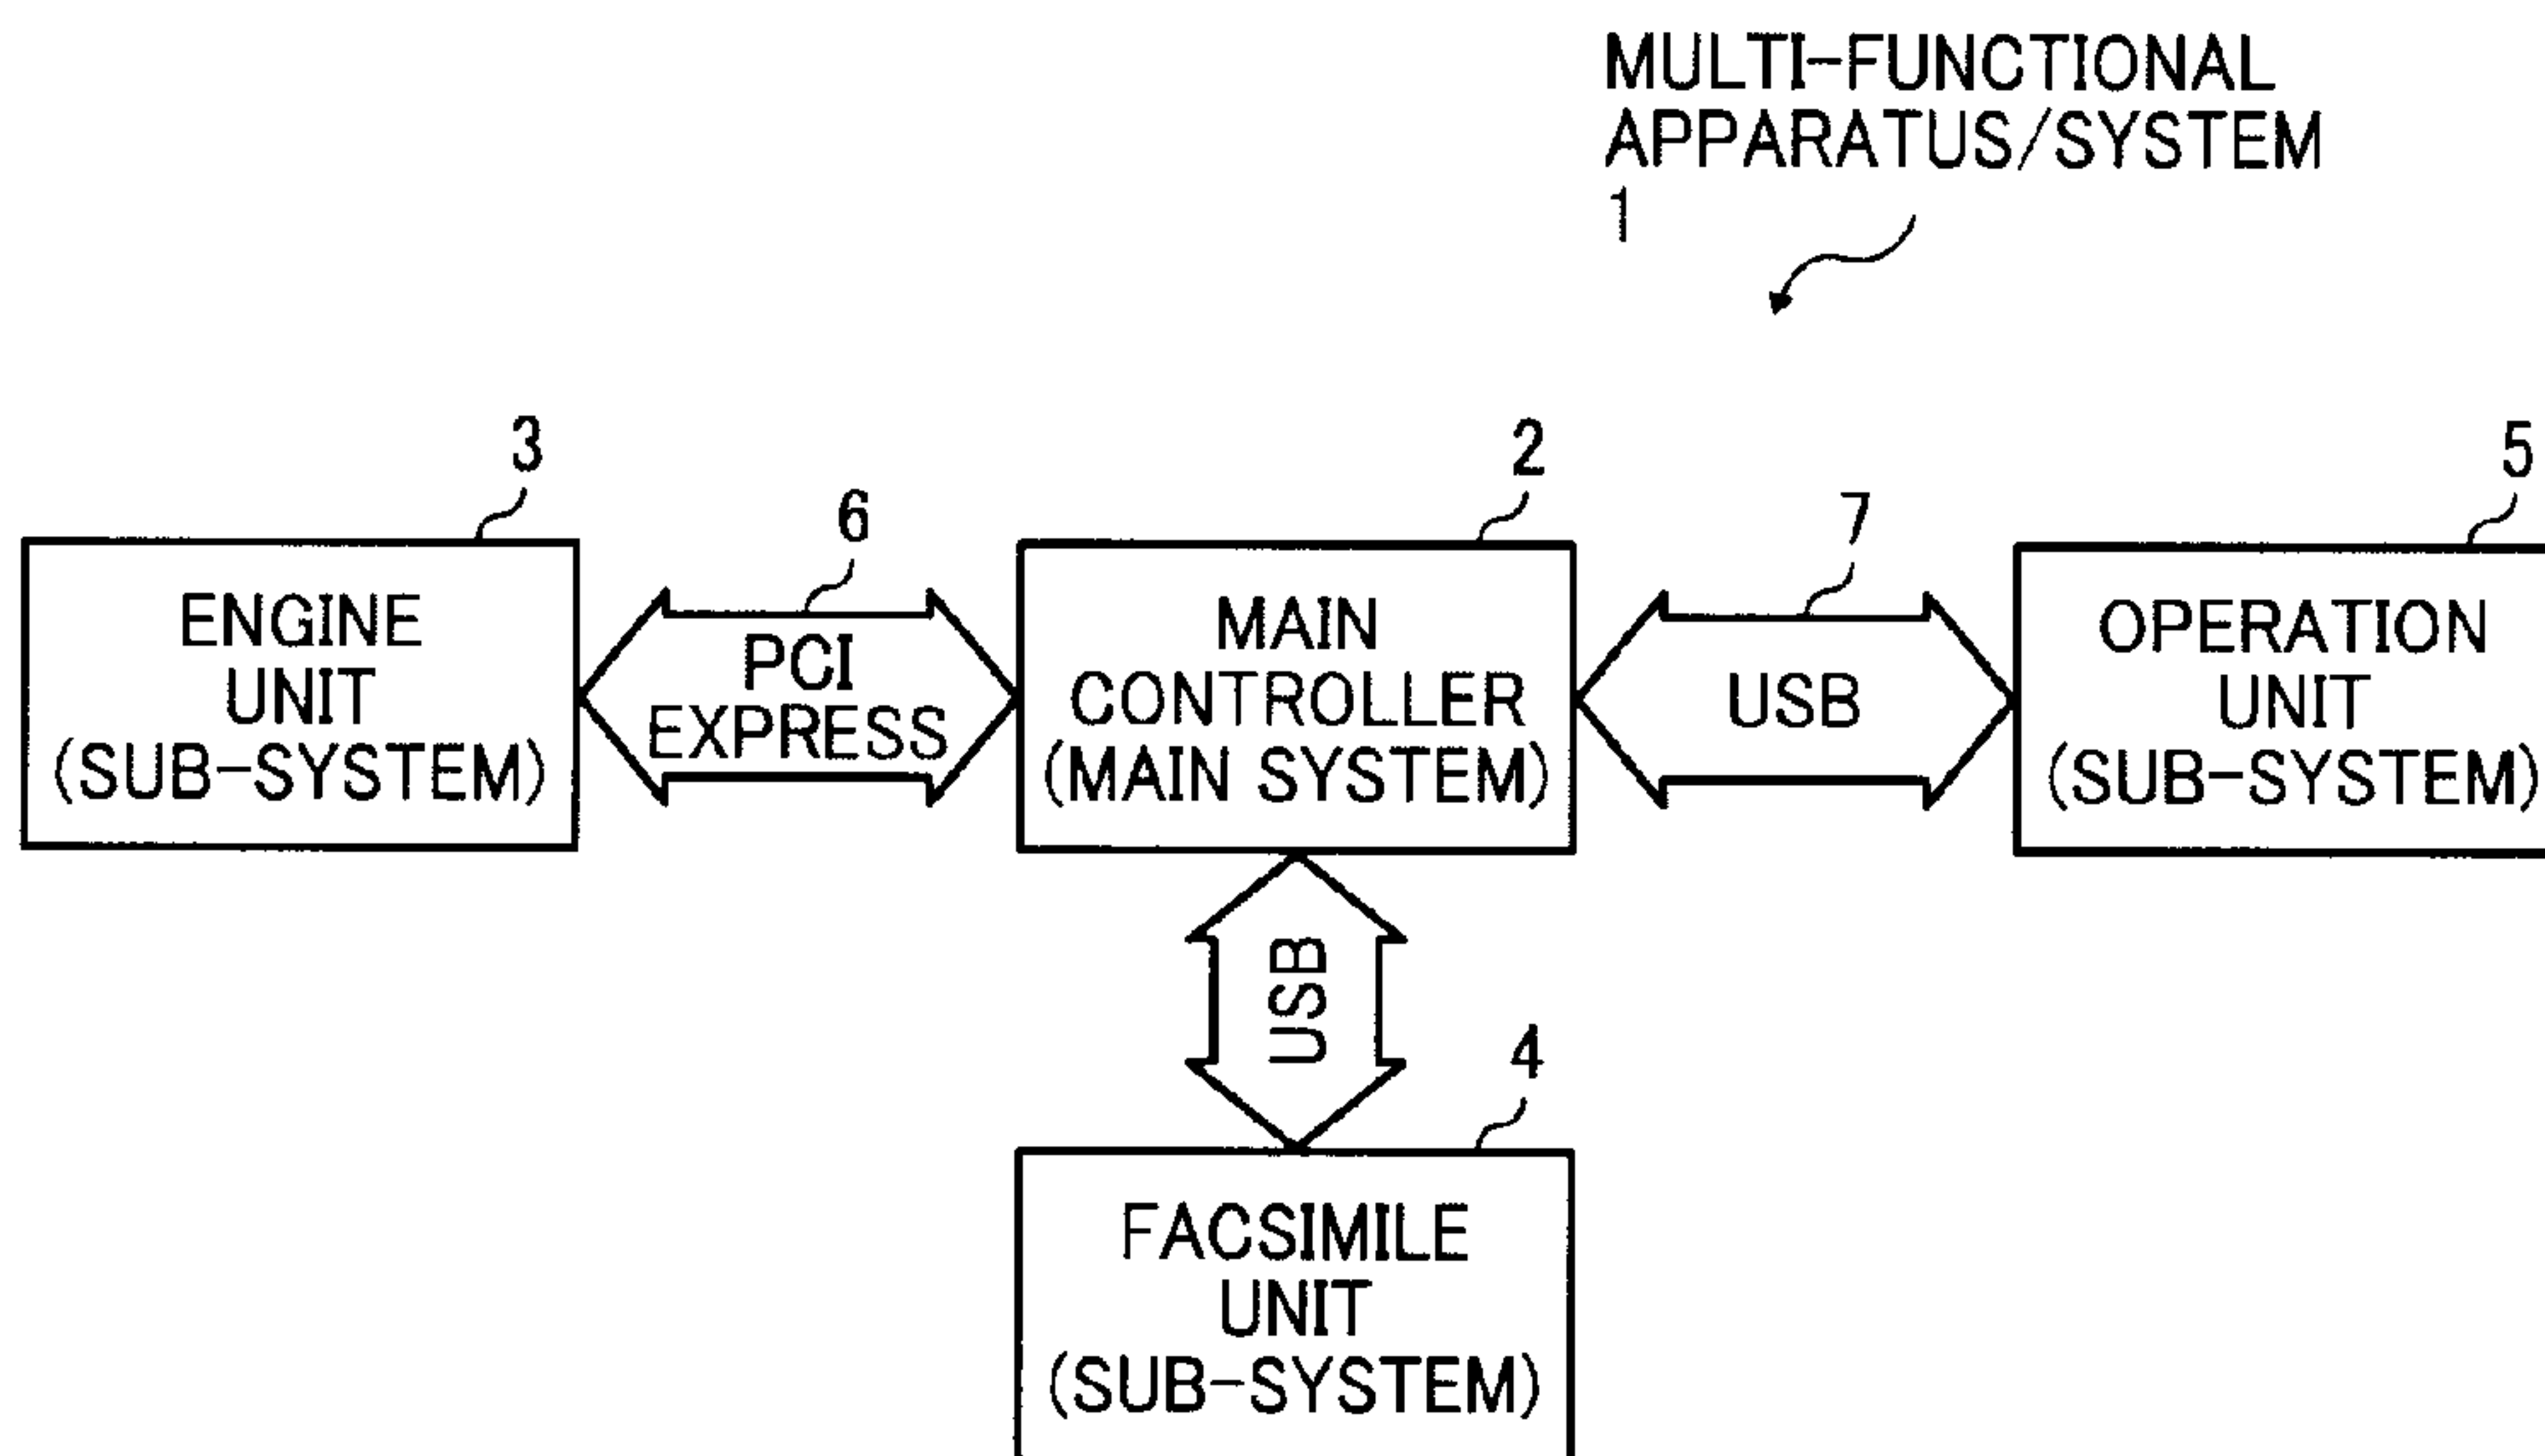 MULTI-FUNCTIONAL
APPARATUS/SYSTEM
1
3
ENGINE
UNIT
(SUB-SYSTEM)
6
PCI
EXPRESS
2
MAIN
CONTROLLER
(MAIN SYSTEM)
7
USB
5
OPERATION
UNIT
(SUB-SYSTEM)
USB
4
FACSIMILE
UNIT
(SUB-SYSTEM)